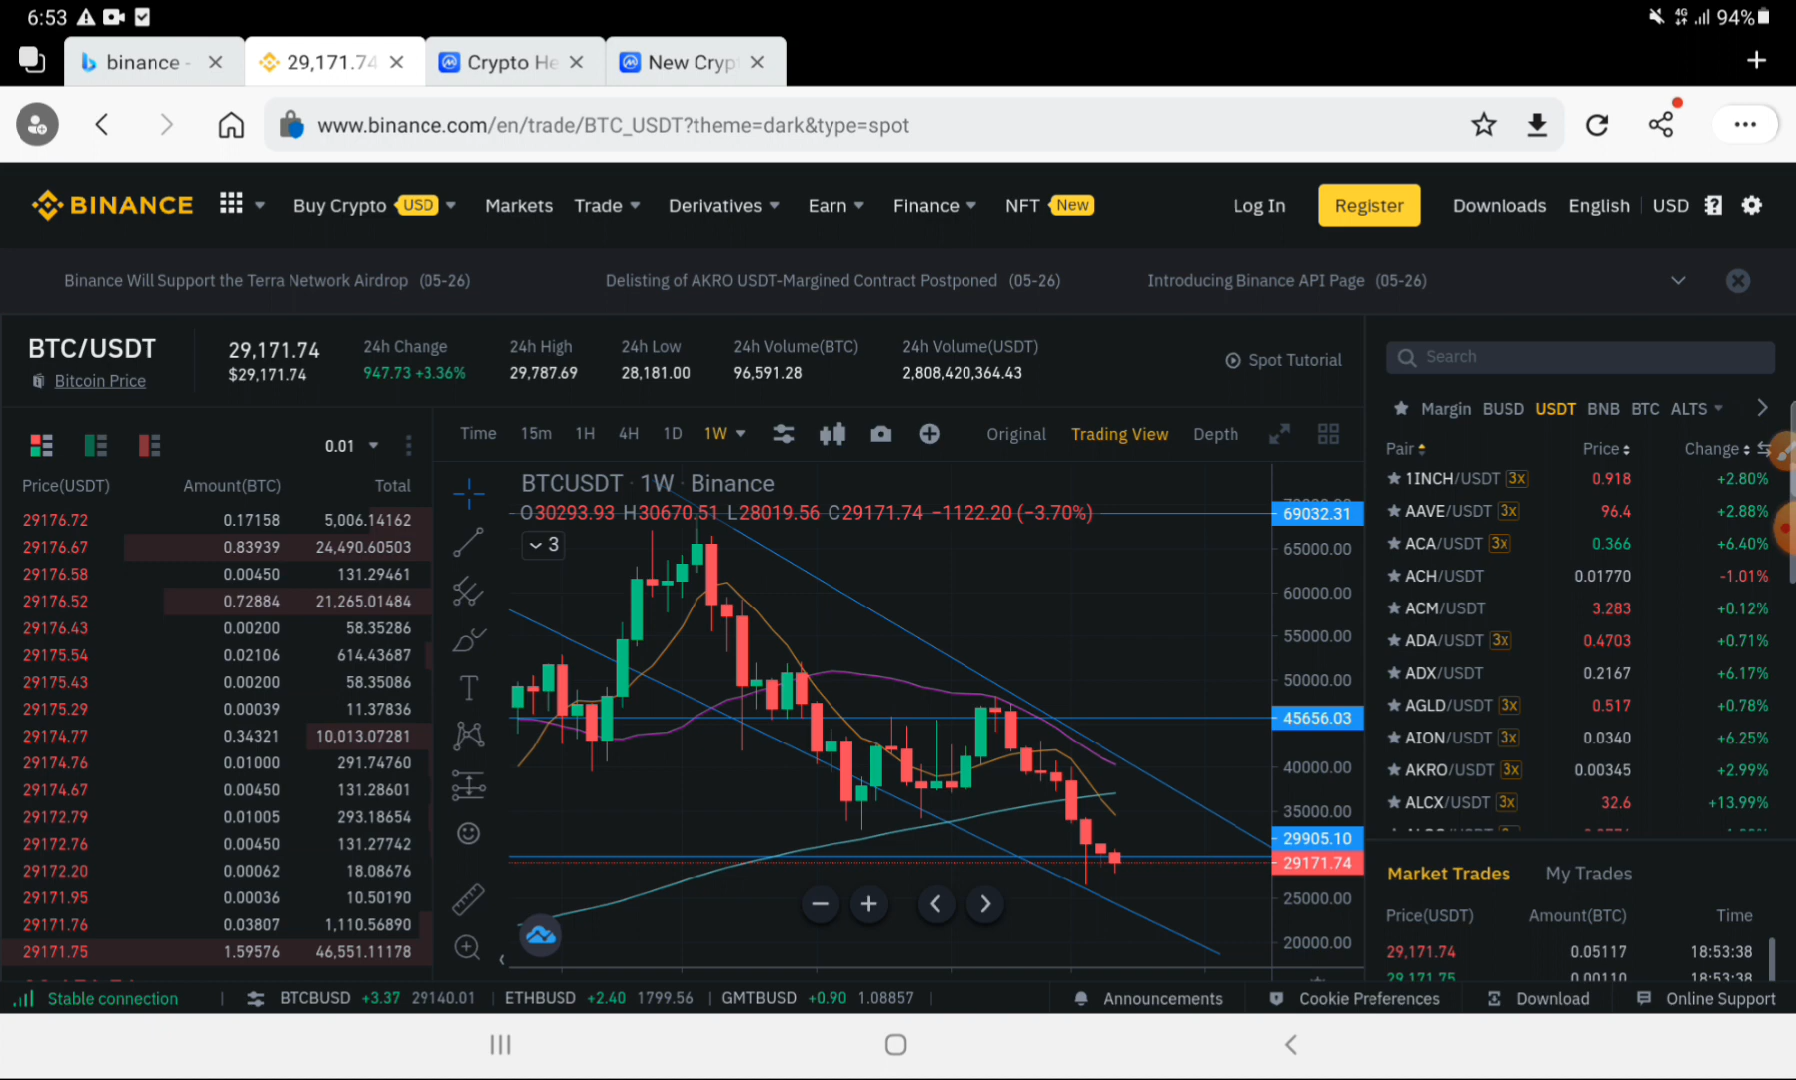 6:53
4G 94%
binance -
29,171.74
Crypto He
New Cryp
www.binance.com/en/trade/BTC_USDT?theme=dark&type=spot
BINANCE
Buy Crypto USD
Markets
Trade
Derivatives
Earn
Finance
NFT New
Log In
Register
Downloads
English
USD
Binance Will Support the Terra Network Airdrop (05-26)
Delisting of AKRO USDT-Margined Contract Postponed (05-26)
Introducing Binance API Page (05-26)
BTC/USDT
Bitcoin Price
29,171.74
$29,171.74
24h Change
947.73 +3.36%
24h High
29,787.69
24h Low
28,181.00
24h Volume(BTC)
96,591.28
24h Volume(USDT)
2,808,420,364.43
Spot Tutorial
0.01
Price(USDT) Amount(BTC) Total
29176.72 0.17158 5,006.14162
29176.67 0.83939 24,490.60503
29176.58 0.00450 131.29461
29176.52 0.72884 21,265.01484
29176.43 0.00200 58.35286
29175.54 0.02106 614.43687
29175.43 0.00200 58.35086
29175.29 0.00039 11.37836
29174.77 0.34321 10,013.07281
29174.76 0.01000 291.74760
29174.67 0.00450 131.28601
29172.79 0.01005 293.18654
29172.76 0.00450 131.27742
29172.20 0.00062 18.08676
29171.95 0.00036 10.50190
29171.76 0.03807 1,110.56890
29171.75 1.59576 46,551.11178
Time 15m 1H 4H 1D 1W
Original Trading View Depth
BTCUSDT · 1W · Binance
O30293.93 H30670.51 L28019.56 C29171.74 −1122.20 (−3.70%)
3
69032.31
65000.00
60000.00
55000.00
50000.00
45656.03
40000.00
35000.00
29905.10
29171.74
25000.00
20000.00
Search
Margin BUSD USDT BNB BTC ALTS
Pair Price Change
1INCH/USDT 3x 0.918 +2.80%
AAVE/USDT 3x 96.4 +2.88%
ACA/USDT 3x 0.366 +6.40%
ACH/USDT 0.01770 -1.01%
ACM/USDT 3.283 +0.12%
ADA/USDT 3x 0.4703 +0.71%
ADX/USDT 0.2167 +6.17%
AGLD/USDT 3x 0.517 +0.78%
AION/USDT 3x 0.0340 +6.25%
AKRO/USDT 3x 0.00345 +2.99%
ALCX/USDT 3x 32.6 +13.99%
Market Trades My Trades
Price(USDT) Amount(BTC) Time
29,171.74 0.05117 18:53:38
29,171.75 0.00110 18:53:38
Stable connection
BTCBUSD +3.37 29140.01
ETHBUSD +2.40 1799.56
GMTBUSD +0.90 1.08857
Announcements
Cookie Preferences
Download
Online Support